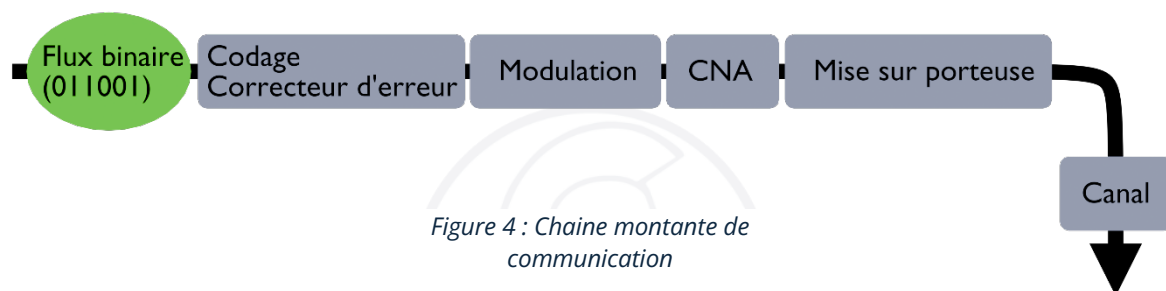 Flux binaire
(011001)
Codage
Correcteur d'erreur
Modulation
CNA
Mise sur porteuse
Canal
Figure 4 : Chaine montante de
communication